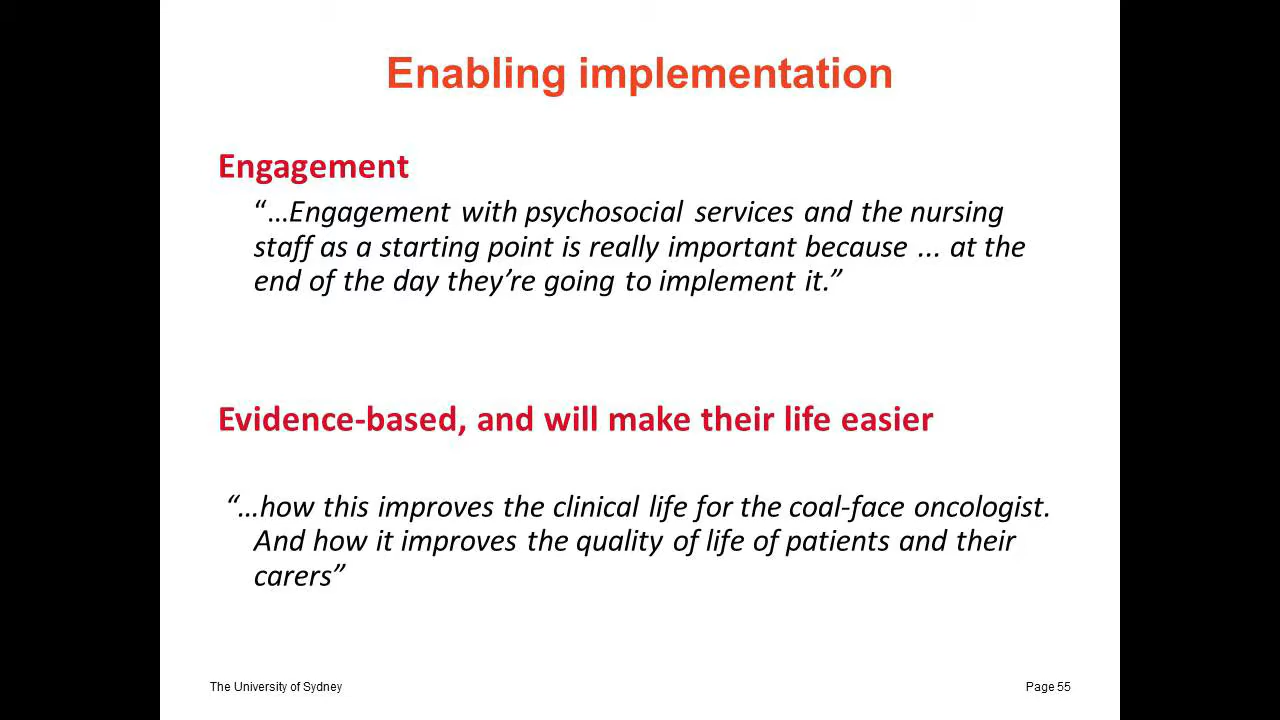 Enabling implementation
Engagement
“…Engagement with psychosocial services and the nursing
staff as a starting point is really important because ... at the
end of the day they’re going to implement it.”
Evidence-based, and will make their life easier
“…how this improves the clinical life for the coal-face oncologist.
And how it improves the quality of life of patients and their
carers”
The University of Sydney
Page 55